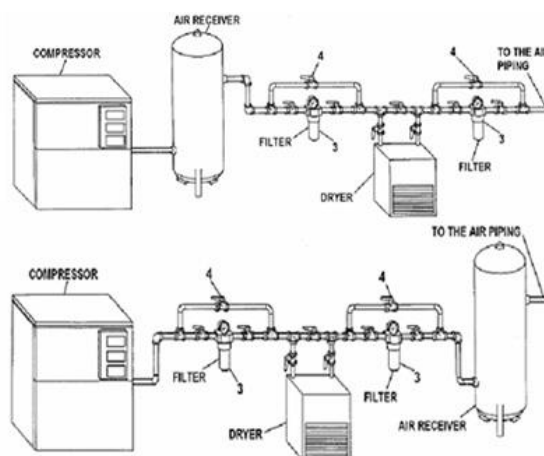 AIR RECEIVER
COMPRESSOR
4
4
TO THE AIR
PIPING
FILTER
3
DRYER
3
FILTER
TO THE AIR PIPING
COMPRESSOR
4
4
FILTER
3
DRYER
FILTER
3
AIR RECEIVER